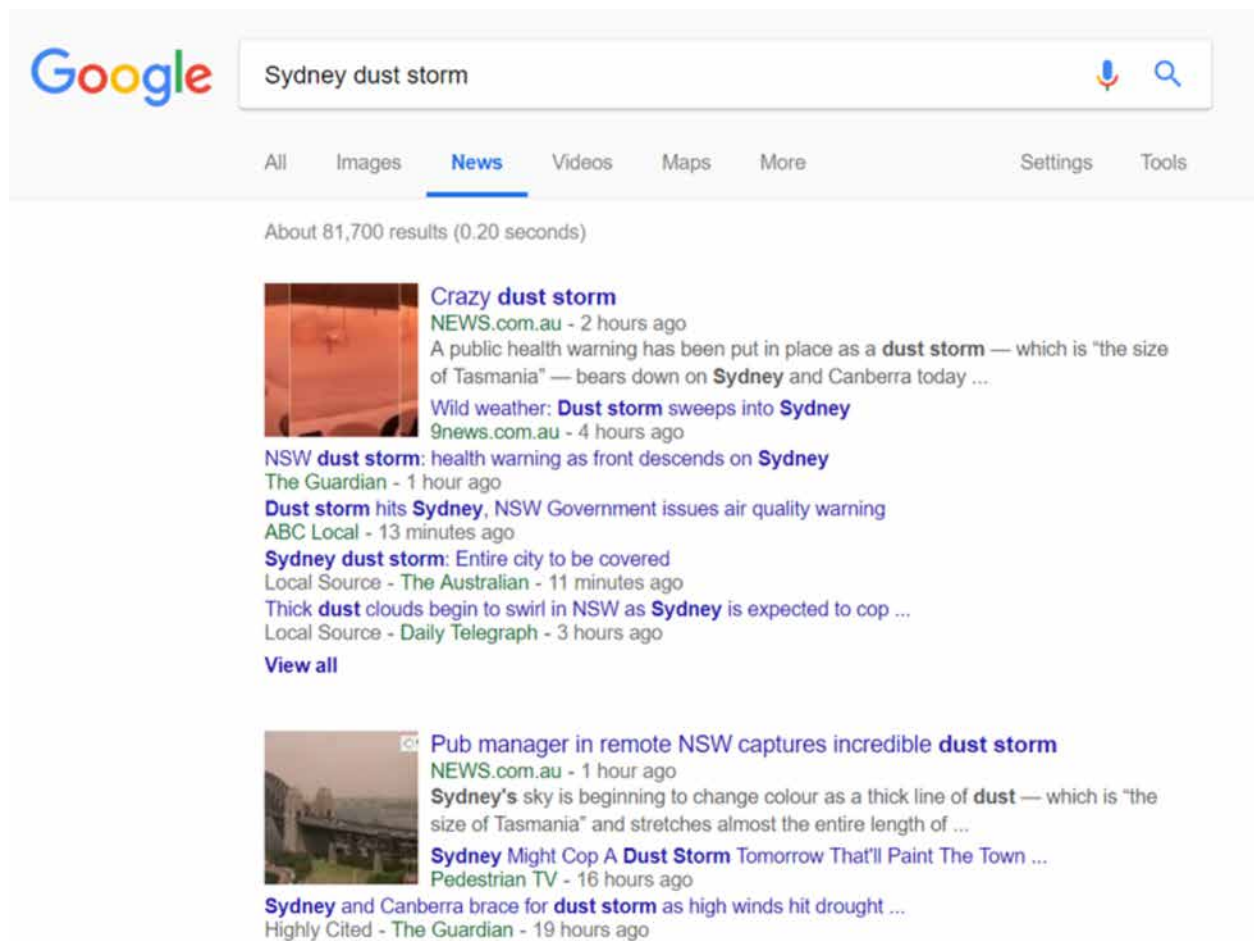 Google
Sydney dust storm
All Images News Videos Maps More Settings Tools
About 81,700 results (0.20 seconds)
Crazy dust storm
NEWS.com.au - 2 hours ago
A public health warning has been put in place as a dust storm — which is “the size
of Tasmania” — bears down on Sydney and Canberra today ...
Wild weather: Dust storm sweeps into Sydney
9news.com.au - 4 hours ago
NSW dust storm: health warning as front descends on Sydney
The Guardian - 1 hour ago
Dust storm hits Sydney, NSW Government issues air quality warning
ABC Local - 13 minutes ago
Sydney dust storm: Entire city to be covered
Local Source - The Australian - 11 minutes ago
Thick dust clouds begin to swirl in NSW as Sydney is expected to cop ...
Local Source - Daily Telegraph - 3 hours ago
View all
Pub manager in remote NSW captures incredible dust storm
NEWS.com.au - 1 hour ago
Sydney's sky is beginning to change colour as a thick line of dust — which is “the
size of Tasmania” and stretches almost the entire length of ...
Sydney Might Cop A Dust Storm Tomorrow That'll Paint The Town ...
Pedestrian TV - 16 hours ago
Sydney and Canberra brace for dust storm as high winds hit drought ...
Highly Cited - The Guardian - 19 hours ago